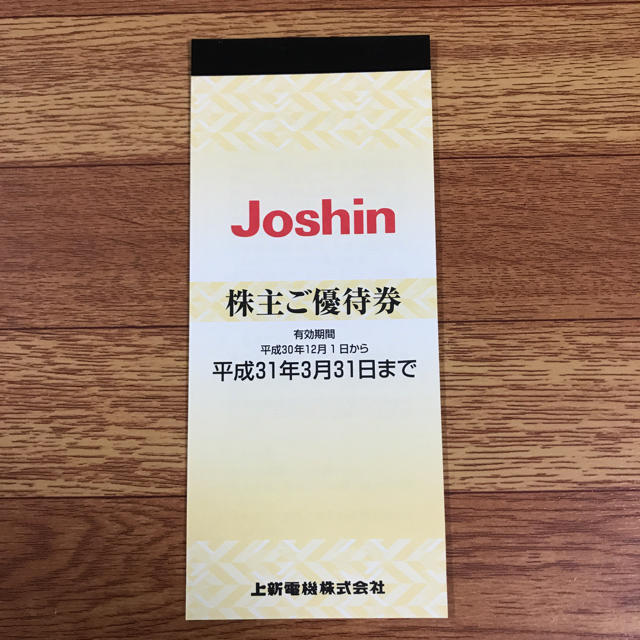 Joshin
株主ご優待券
有効期間
平成30年12月1日から
平成31年3月31日まで
上新電機株式会社